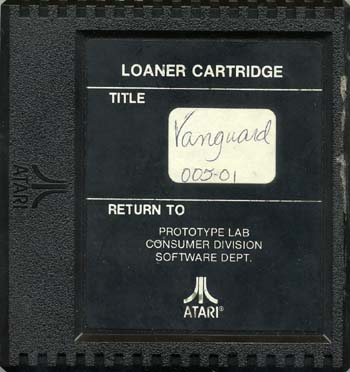 LOANER CARTRIDGE
TITLE
Vanguard
005-01
RETURN TO
PROTOTYPE LAB
CONSUMER DIVISION
SOFTWARE DEPT.
ATARI®
ATARI